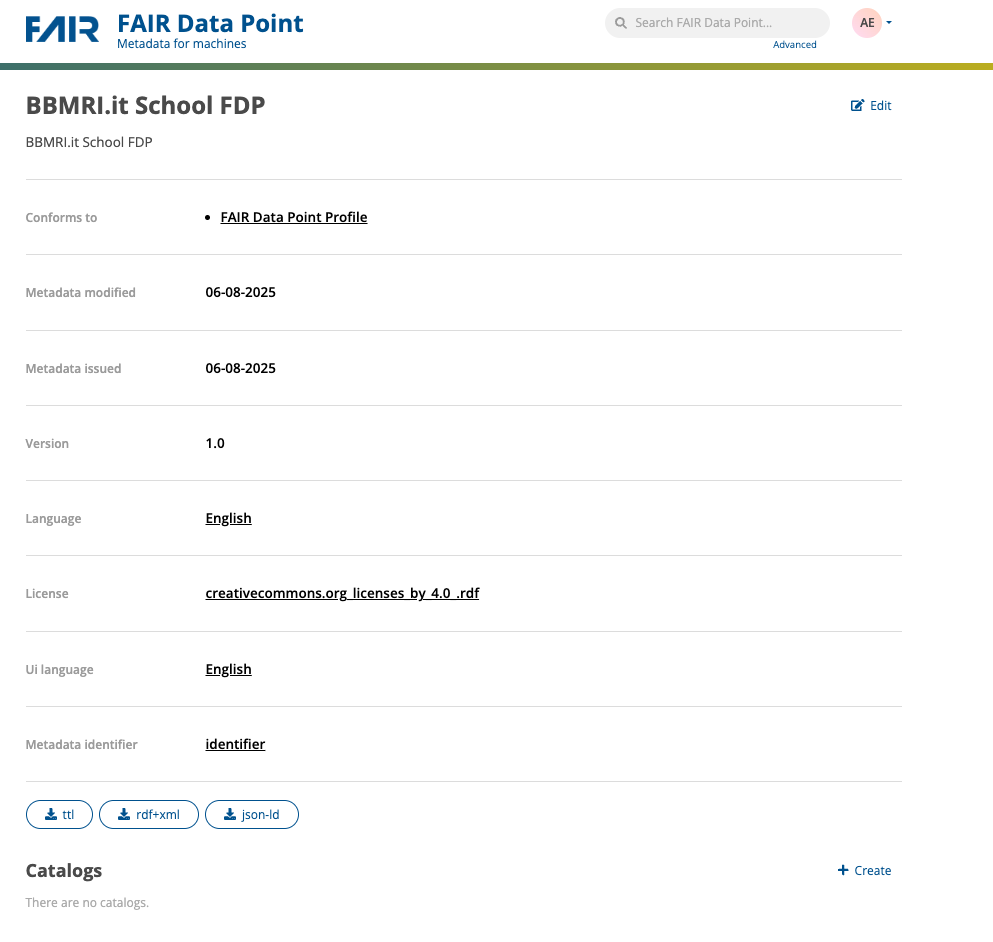 FAIR
FAIR Data Point
Metadata for machines
Search FAIR Data Point...
Advanced
AE
BBMRI.it School FDP
Edit
BBMRI.it School FDP
Conforms to
• FAIR Data Point Profile
Metadata modified
06-08-2025
Metadata issued
06-08-2025
Version
1.0
Language
English
License
creativecommons.org_licenses_by_4.0_.rdf
Ui language
English
Metadata identifier
identifier
ttl
rdf+xml
json-ld
Catalogs
Create
There are no catalogs.